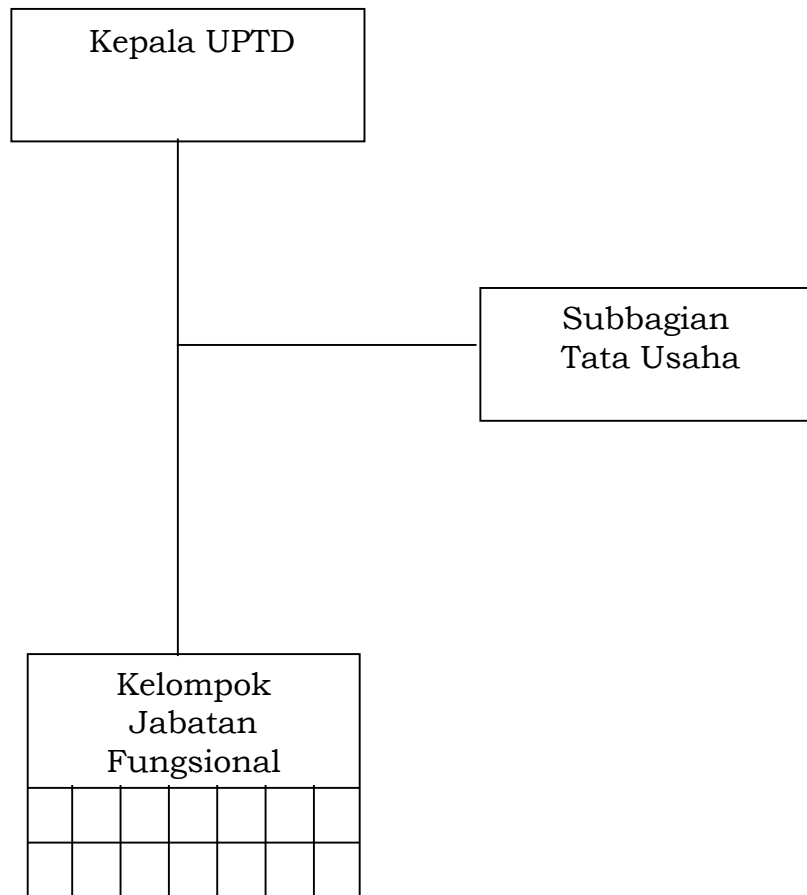 Kepala UPTD
Subbagian
Tata Usaha
Kelompok
Jabatan
Fungsional